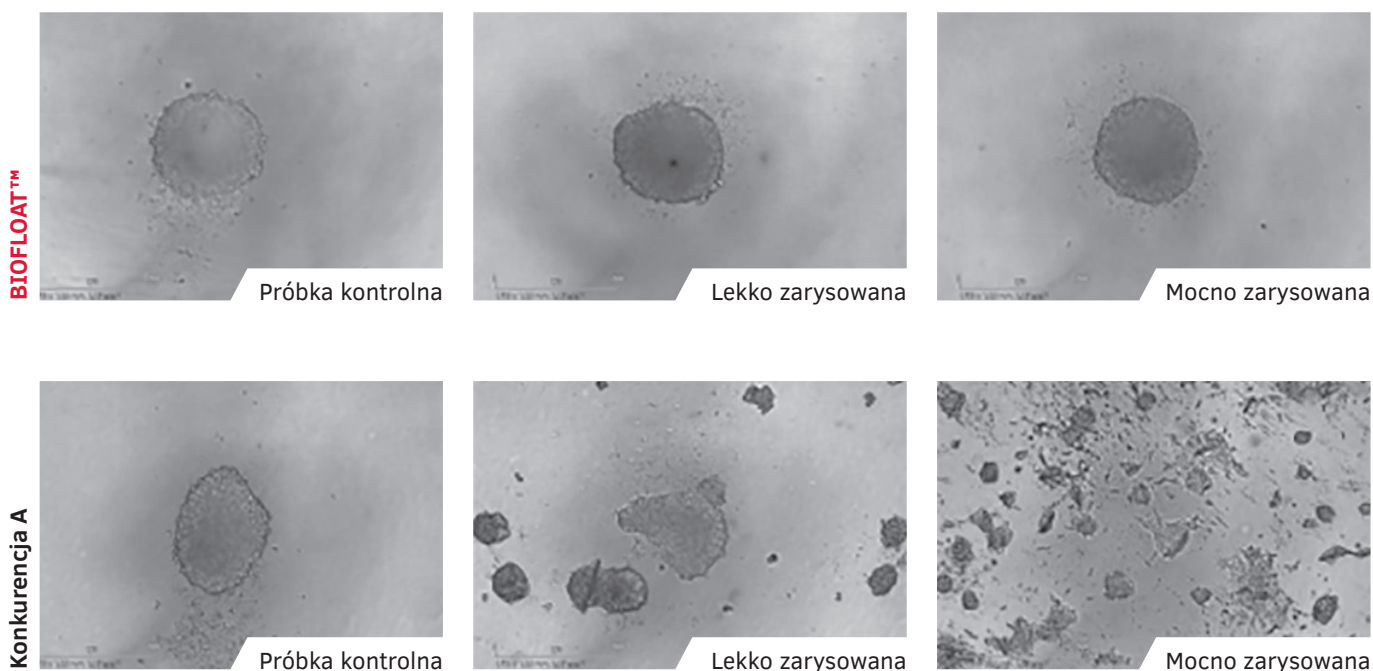 BIOFLOAT™
Próbka kontrolna
Lekko zarysowana
Mocno zarysowana
Konkurencja A
Próbka kontrolna
Lekko zarysowana
Mocno zarysowana